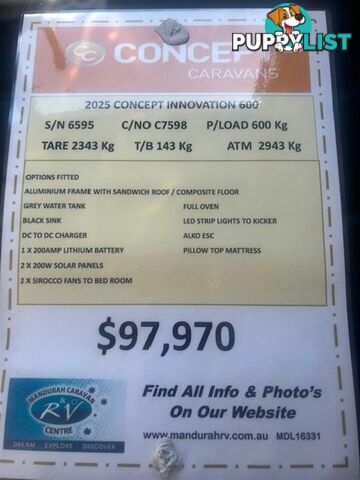 PUPPYLIST
CONCEPT
CARAVANS
2025 CONCEPT INNOVATION 600
S/N 6595 C/NO C7598 P/LOAD 600 Kg
TARE 2343 Kg T/B 143 Kg ATM 2943 Kg
OPTIONS FITTED
ALUMINIUM FRAME WITH SANDWICH ROOF / COMPOSITE FLOOR
GREY WATER TANK FULL OVEN
BLACK SINK LED STRIP LIGHTS TO KICKER
DC TO DC CHARGER ALKO ESC
1 X 200AMP LITHIUM BATTERY PILLOW TOP MATTRESS
2 X 200W SOLAR PANELS
2 X SIROCCO FANS TO BED ROOM
$97,970
MANDURAH CARAVAN
& RV
CENTRE
DREAM · EXPLORE · DISCOVER
Find All Info & Photo's
On Our Website
www.mandurahrv.com.au MDL16331